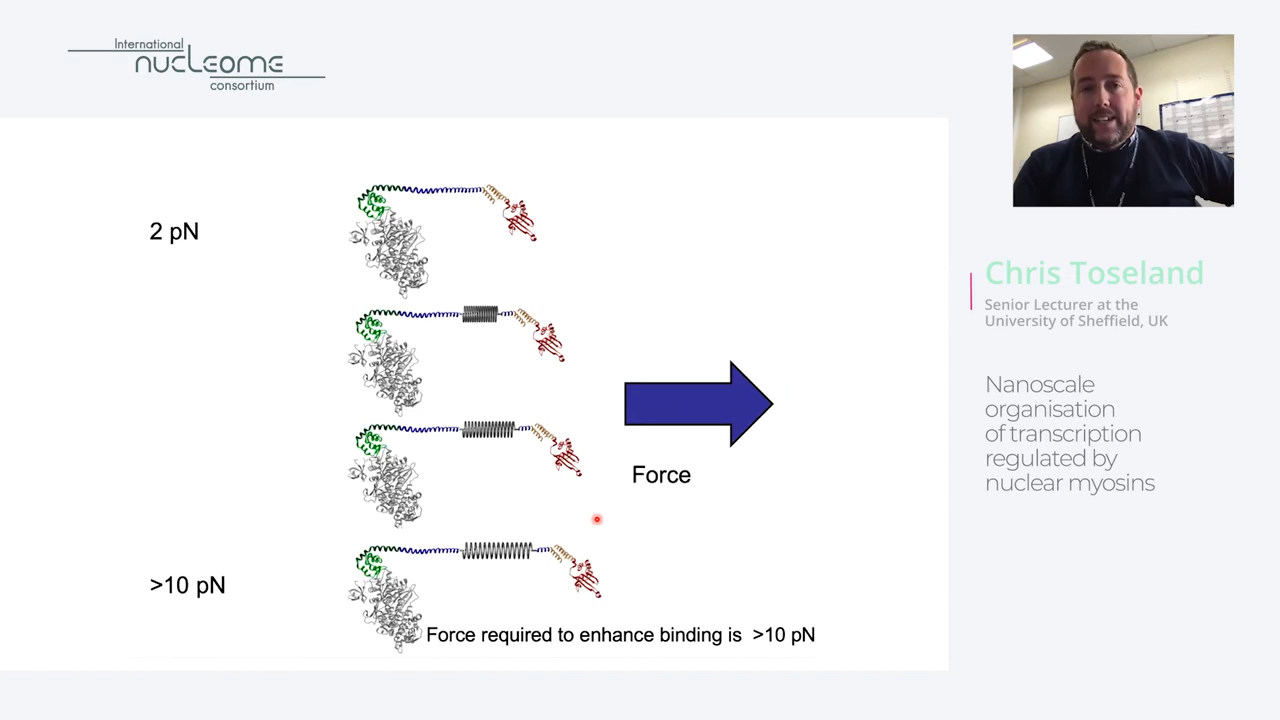 International
nucleome
consortium
2 pN
Force
>10 pN
Force required to enhance binding is >10 pN
Chris Toseland
Senior Lecturer at the
University of Sheffield, UK
Nanoscale
organisation
of transcription
regulated by
nuclear myosins